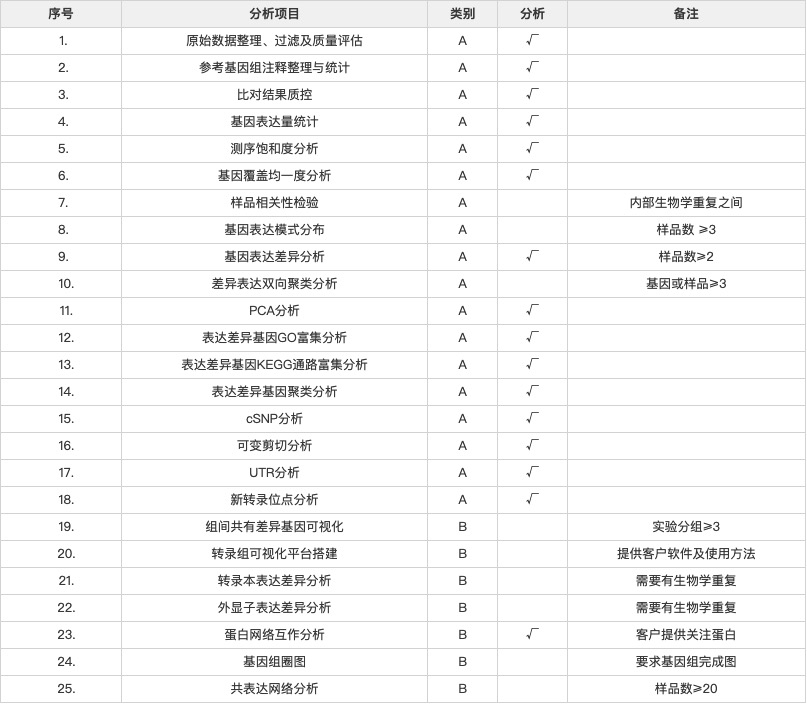 序号 分析项目 类别 分析 备注
1. 原始数据整理、过滤及质量评估 A √
2. 参考基因组注释整理与统计 A √
3. 比对结果质控 A √
4. 基因表达量统计 A √
5. 测序饱和度分析 A √
6. 基因覆盖均一度分析 A √
7. 样品相关性检验 A 内部生物学重复之间
8. 基因表达模式分布 A 样品数 ⩾3
9. 基因表达差异分析 A √ 样品数⩾2
10. 差异表达双向聚类分析 A 基因或样品⩾3
11. PCA分析 A √
12. 表达差异基因GO富集分析 A √
13. 表达差异基因KEGG通路富集分析 A √
14. 表达差异基因聚类分析 A √
15. cSNP分析 A √
16. 可变剪切分析 A √
17. UTR分析 A √
18. 新转录位点分析 A √
19. 组间共有差异基因可视化 B 实验分组⩾3
20. 转录组可视化平台搭建 B 提供客户软件及使用方法
21. 转录本表达差异分析 B 需要有生物学重复
22. 外显子表达差异分析 B 需要有生物学重复
23. 蛋白网络互作分析 B √ 客户提供关注蛋白
24. 基因组圈图 B 要求基因组完成图
25. 共表达网络分析 B 样品数⩾20